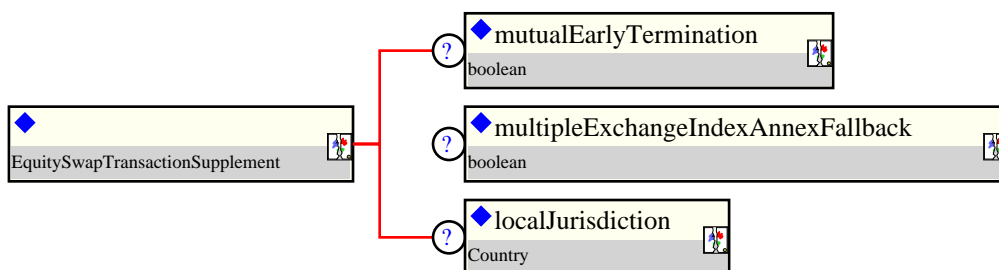 ?
mutualEarlyTermination
boolean
EquitySwapTransactionSupplement
?
multipleExchangeIndexAnnexFallback
boolean
?
localJurisdiction
Country